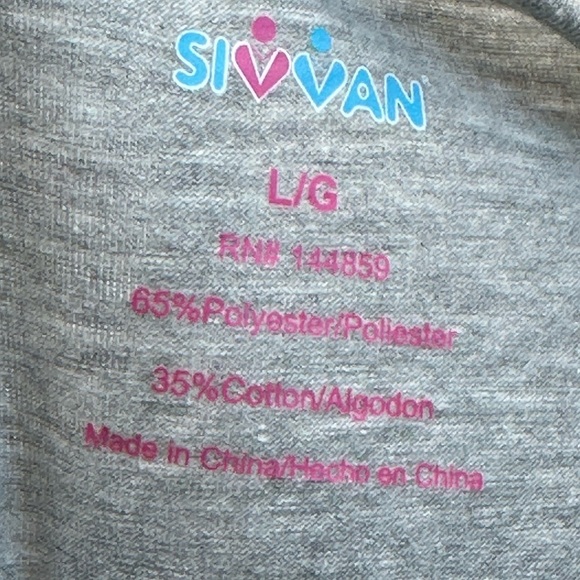 SIVVAN
L/G
RN# 144859
65%Polyester/Poliester
35%Cotton/Algodon
Made in China/Hecho en China